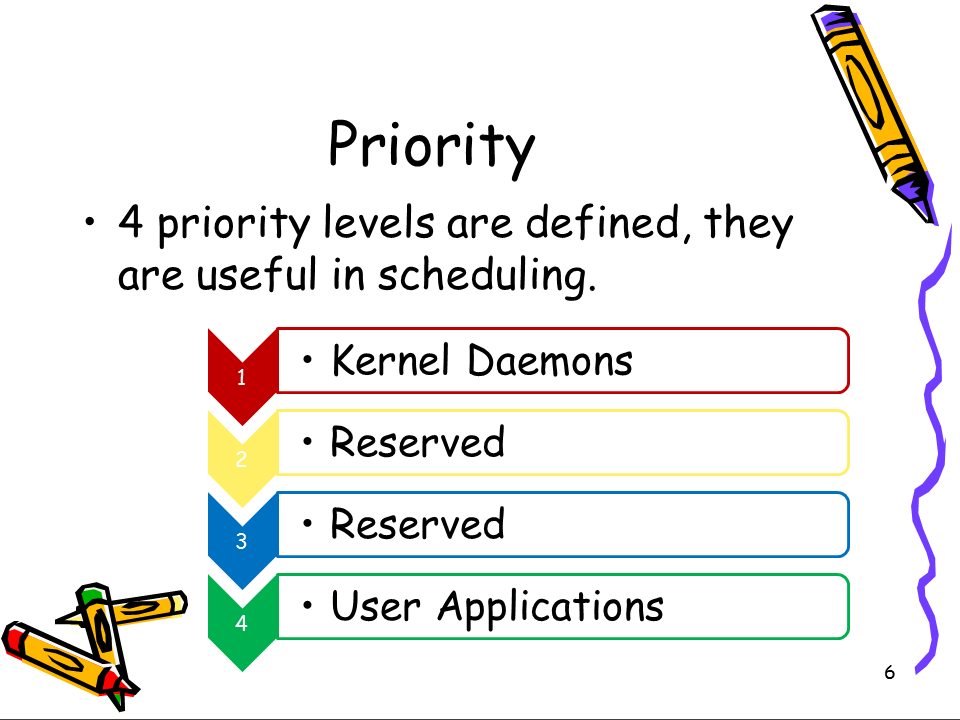 Priority
• 4 priority levels are defined, they
are useful in scheduling.
1
• Kernel Daemons
2
• Reserved
3
• Reserved
4
• User Applications
6